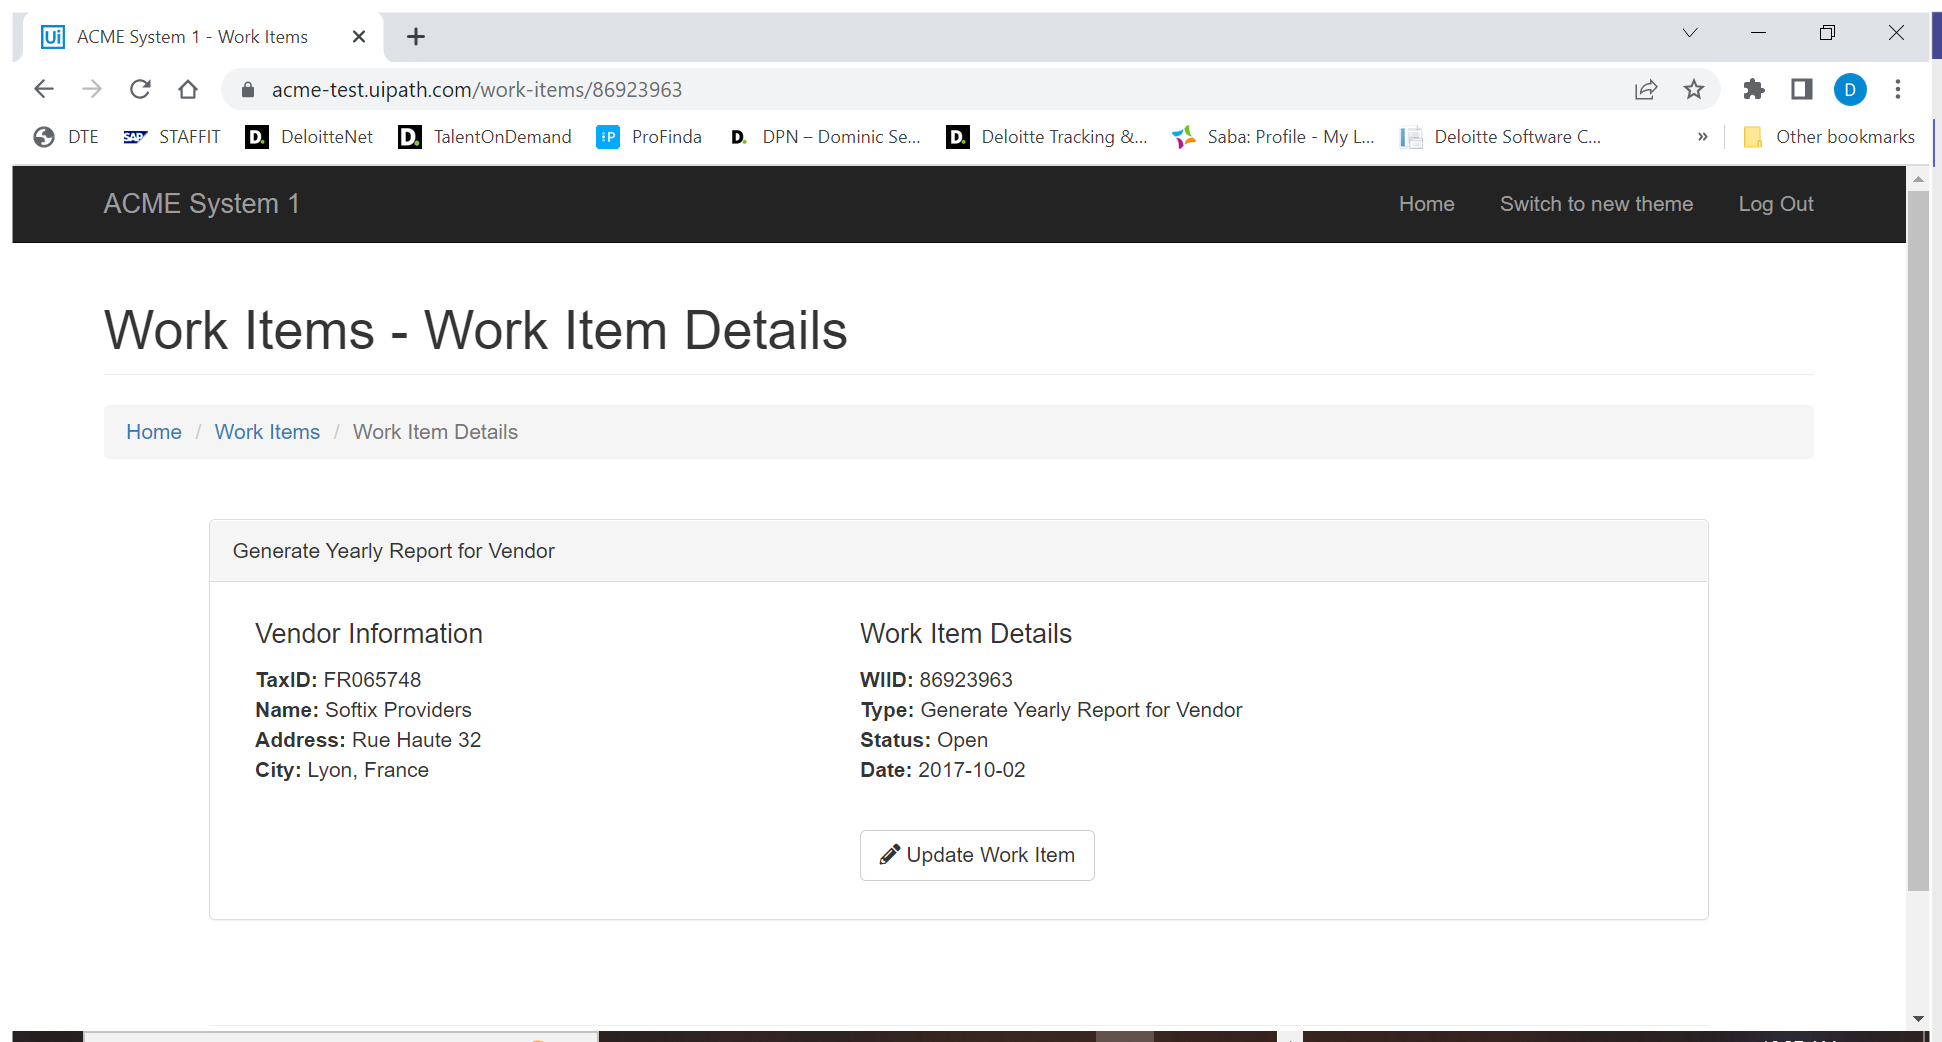 Ui ACME System 1 - Work Items
acme-test.uipath.com/work-items/86923963
D
DTE SAP STAFFIT D. DeloitteNet D. TalentOnDemand iP ProFinda D. DPN – Dominic Se... D. Deloitte Tracking &... Saba: Profile - My L... Deloitte Software C... » Other bookmarks
ACME System 1 Home Switch to new theme Log Out
Work Items - Work Item Details
Home / Work Items / Work Item Details
Generate Yearly Report for Vendor
Vendor Information
TaxID: FR065748
Name: Softix Providers
Address: Rue Haute 32
City: Lyon, France
Work Item Details
WIID: 86923963
Type: Generate Yearly Report for Vendor
Status: Open
Date: 2017-10-02
Update Work Item